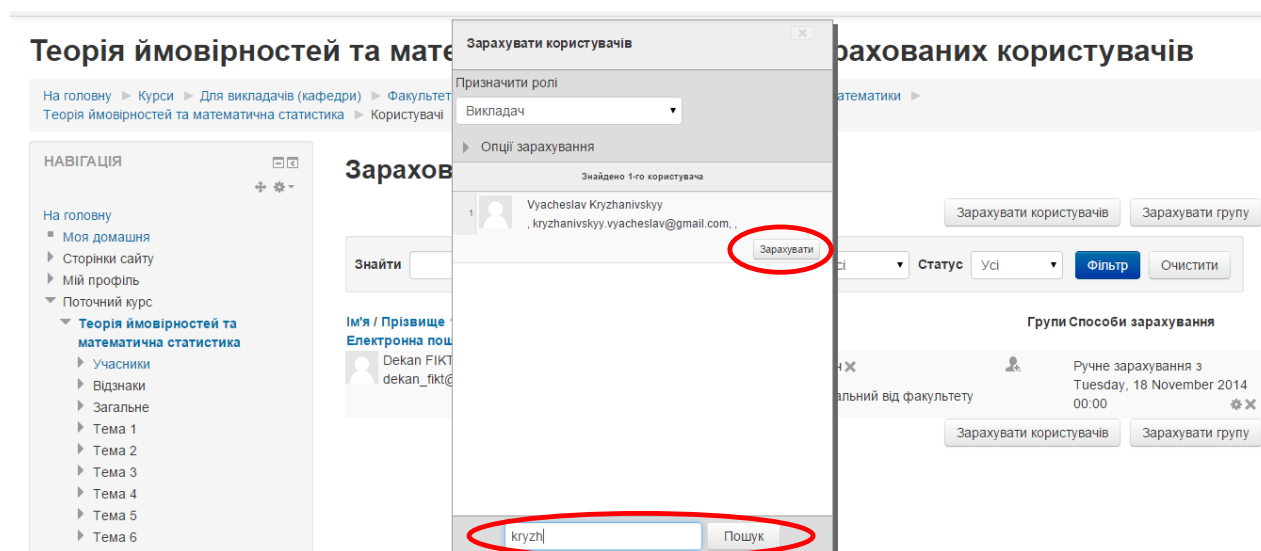 Теорія ймовірностей та мате
рахованих користувачів
На головну ▶ Курси ▶ Для викладачів (кафедри) ▶ Факультет
атематики ▶
Теорія ймовірностей та математична статистика ▶ Користувачі
НАВІГАЦІЯ
На головну
Моя домашня
Сторінки сайту
Мій профіль
Поточний курс
Теорія ймовірностей та
математична статистика
Учасники
Відзнаки
Загальне
Тема 1
Тема 2
Тема 3
Тема 4
Тема 5
Тема 6
Зарахов
Зарахувати користувачів Зарахувати групу
Знайти
сі Статус Усі Фільтр Очистити
Ім'я / Прізвище
Електронна пош
Групи Способи зарахування
Dekan FIKT
dekan_fikt@
н
альний від факультету
Ручне зарахування з
Tuesday, 18 November 2014
00:00
Зарахувати користувачів Зарахувати групу
Зарахувати користувачів
Призначити ролі
Викладач
Опції зарахування
Знайдено 1-го користувача
1
Vyacheslav Kryzhanivskyy
, kryzhanivskyy.vyacheslav@gmail.com, ,
Зарахувати
kryzh Пошук